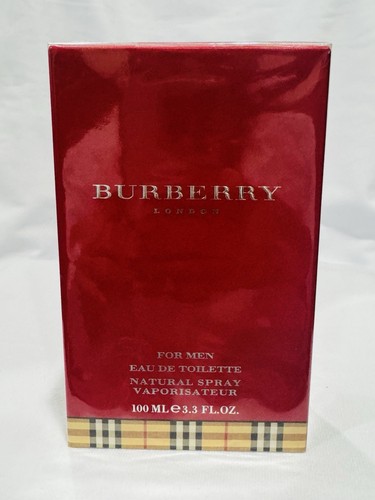 BURBERRY
LONDON
FOR MEN
EAU DE TOILETTE
NATURAL SPRAY
VAPORISATEUR
100 ML℮3.3 FL.OZ.